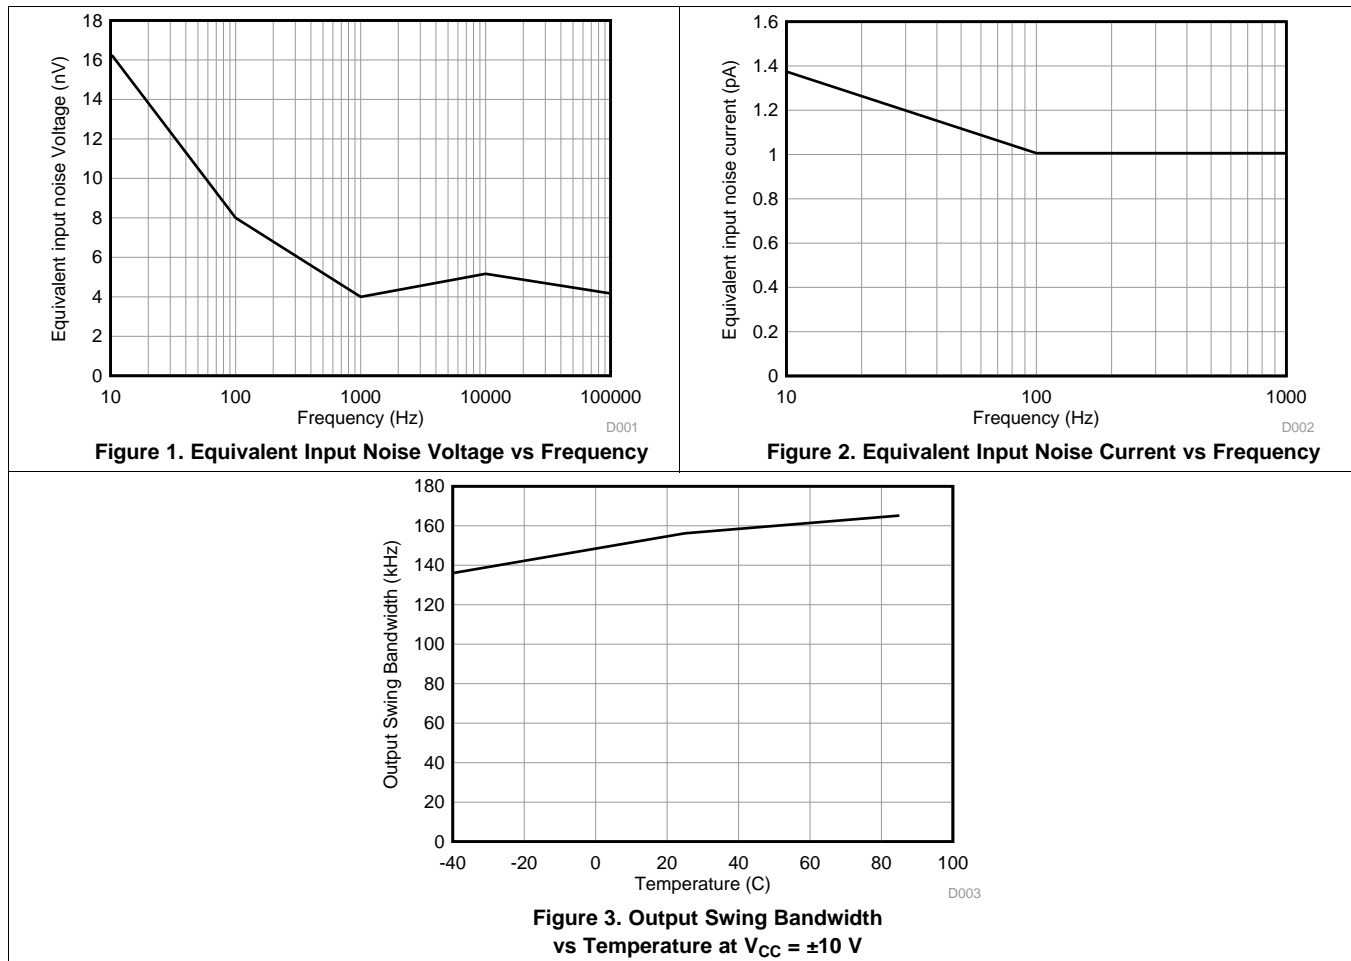 18
16
14
12
10
8
6
4
2
0
Equivalent input noise Voltage (nV)
10 100 1000 10000 100000
Frequency (Hz)
D001
Figure 1. Equivalent Input Noise Voltage vs Frequency
1.6
1.4
1.2
1
0.8
0.6
0.4
0.2
0
Equivalent input noise current (pA)
10 100 1000
Frequency (Hz)
D002
Figure 2. Equivalent Input Noise Current vs Frequency
180
160
140
120
100
80
60
40
20
0
Output Swing Bandwidth (kHz)
-40 -20 0 20 40 60 80 100
Temperature (C)
D003
Figure 3. Output Swing Bandwidth
vs Temperature at VCC = ±10 V